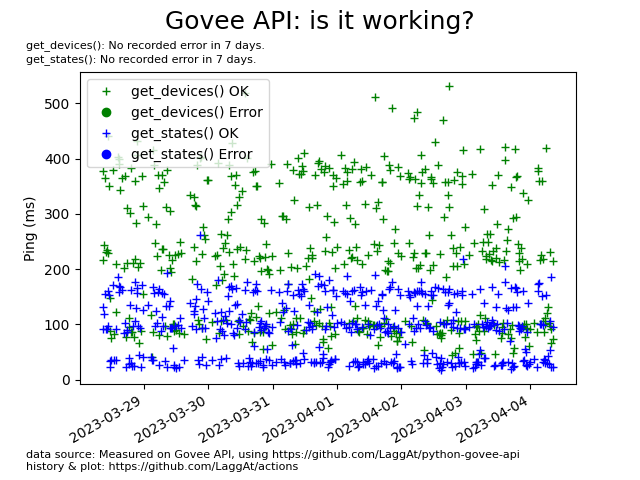 Govee API: is it working?
get_devices(): No recorded error in 7 days.
get_states(): No recorded error in 7 days.
get_devices() OK
get_devices() Error
get_states() OK
get_states() Error
Ping (ms)
500
400
300
200
100
0
2023-03-29
2023-03-30
2023-03-31
2023-04-01
2023-04-02
2023-04-03
2023-04-04
data source: Measured on Govee API, using https://github.com/LaggAt/python-govee-api
history & plot: https://github.com/LaggAt/actions